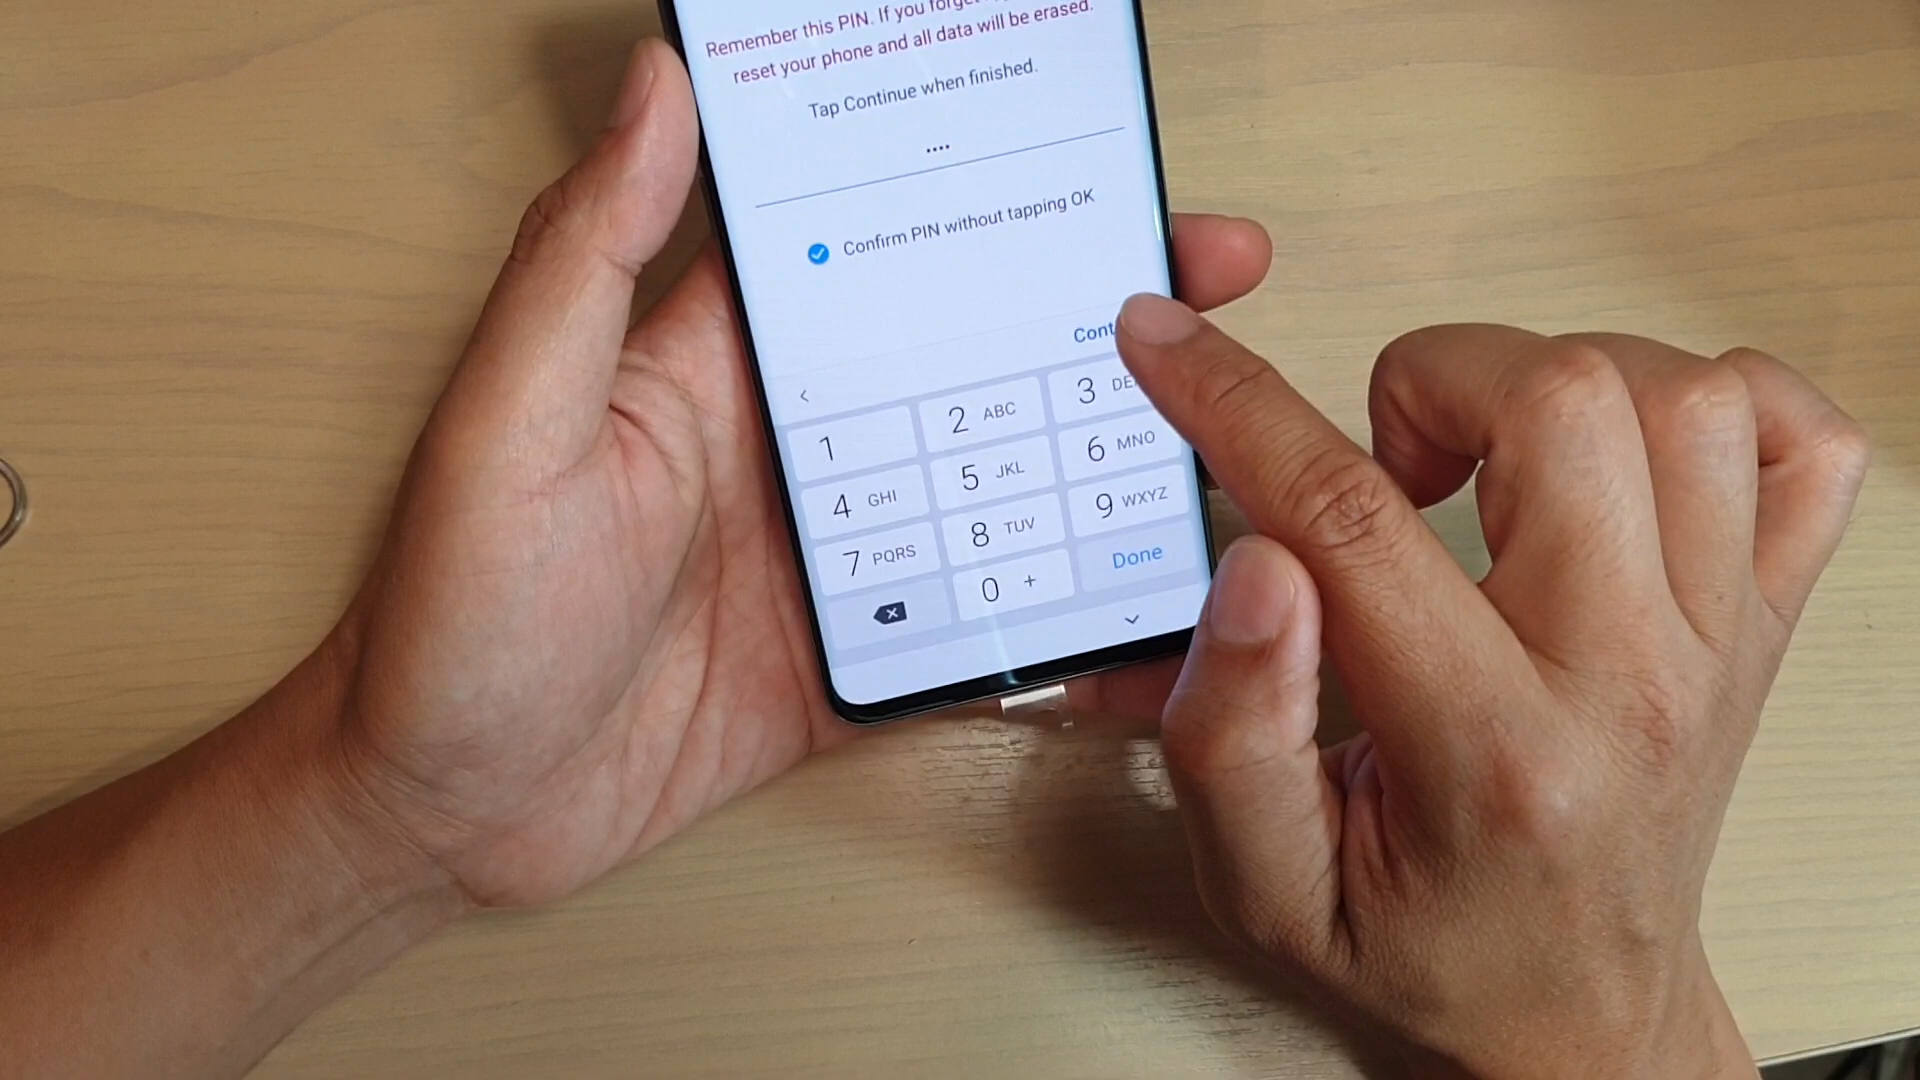 Remember this PIN. If you forget
reset your phone and all data will be erased.
Tap Continue when finished.
....
Confirm PIN without tapping OK
Cont
<
1
2 ABC
3 DE
4 GHI
5 JKL
6 MNO
7 PQRS
8 TUV
9 WXYZ
0 +
Done